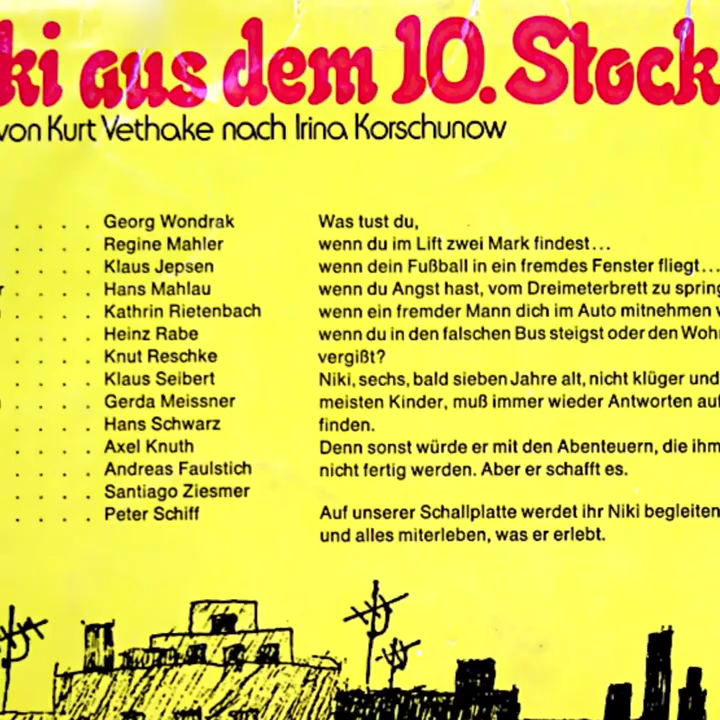 ki aus dem 10. Stock
von Kurt Vethake nach Irina Korschunow
. . . . Georg Wondrak
. . . . Regine Mahler
. . . . Klaus Jepsen
r . . . . Hans Mahlau
. . . . Kathrin Rietenbach
. . . . Heinz Rabe
. . . . Knut Reschke
. . . . Klaus Seibert
. . . . Gerda Meissner
. . . . Hans Schwarz
. . . . Axel Knuth
. . . . Andreas Faulstich
. . . . Santiago Ziesmer
. . . . Peter Schiff
Was tust du,
wenn du im Lift zwei Mark findest...
wenn dein Fußball in ein fremdes Fenster fliegt...
wenn du Angst hast, vom Dreimeterbrett zu spring
wenn ein fremder Mann dich im Auto mitnehmen
wenn du in den falschen Bus steigst oder den Woh
vergißt?
Niki, sechs, bald sieben Jahre alt, nicht klüger und
meisten Kinder, muß immer wieder Antworten auf
finden.
Denn sonst würde er mit den Abenteuern, die ihm
nicht fertig werden. Aber er schafft es.
Auf unserer Schallplatte werdet ihr Niki begleiten
und alles miterleben, was er erlebt.